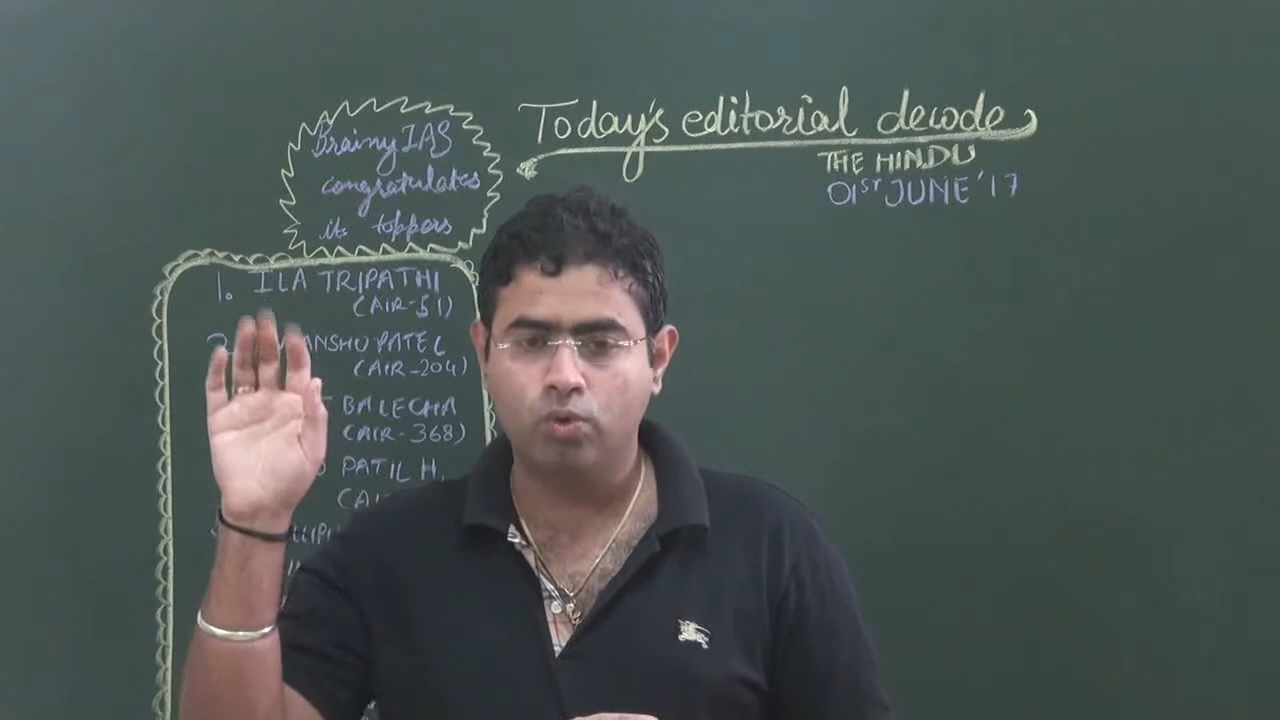 Brainy IAS
congratulates
its toppers
Today's editorial decode
THE HINDU
01ST JUNE '17
1. ILA TRIPATHI
(AIR-51)
ANSHU PATEL
(AIR-204)
BALECHA
(AIR-368)
PATIL H.